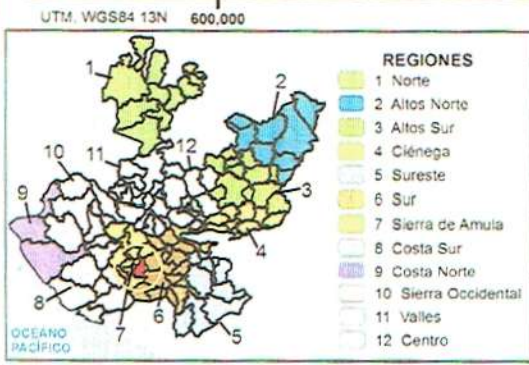 UTM. WGS84 13N 600,000
REGIONES
1 Norte
2 Altos Norte
3 Altos Sur
4 Ciénega
5 Sureste
6 Sur
7 Sierra de Amula
8 Costa Sur
9 Costa Norte
10 Sierra Occidental
11 Valles
12 Centro
1
2
10
11
12
9
3
4
8
7
6
5
OCEANO
PACÍFICO